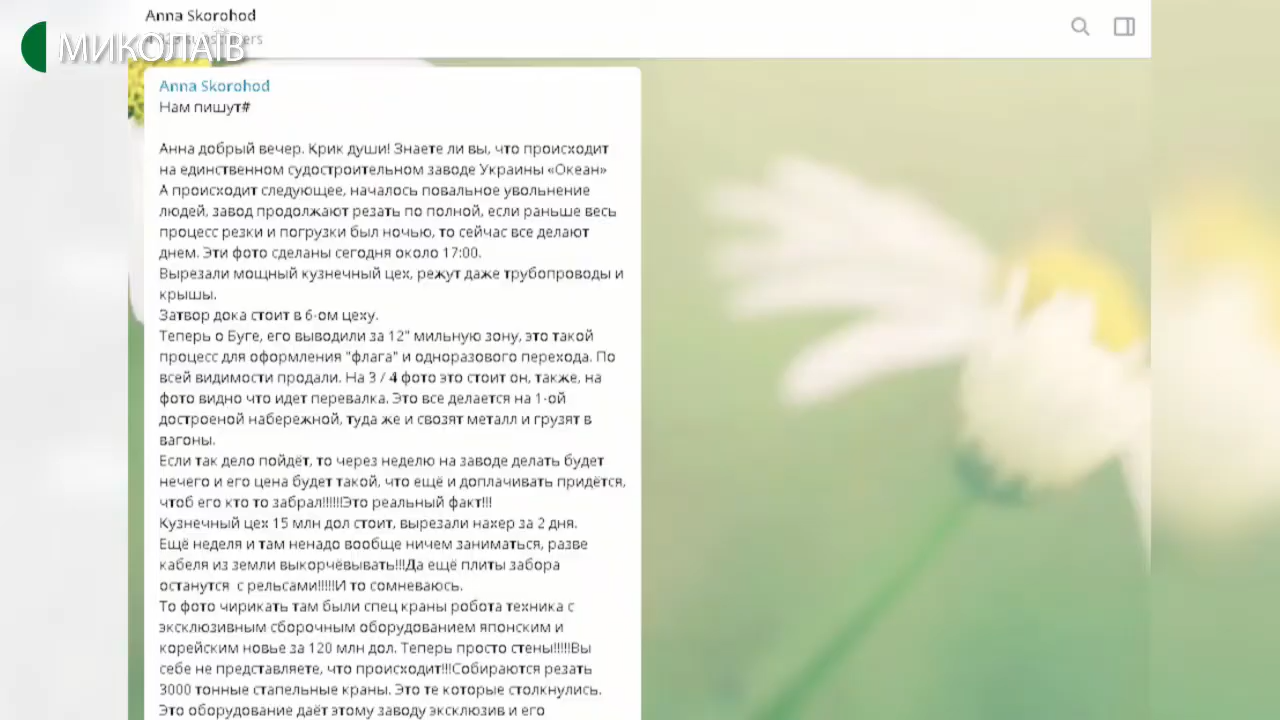 Anna Skorohod
МИКОЛАЇВ
Anna Skorohod
Нам пишут#
Анна добрый вечер. Крик души! Знаете ли вы, что происходит
на единственном судостроительном заводе Украины «Океан»
А происходит следующее, началось повальное увольнение
людей, завод продолжают резать по полной, если раньше весь
процесс резки и погрузки был ночью, то сейчас все делают
днем. Эти фото сделаны сегодня около 17:00.
Вырезали мощный кузнечный цех, режут даже трубопроводы и
крышы.
Затвор дока стоит в 6-ом цеху.
Теперь о Буге, его выводили за 12" мильную зону, это такой
процесс для оформления "флага" и одноразового перехода. По
всей видимости продали. На 3 / 4 фото это стоит он, также, на
фото видно что идет перевалка. Это все делается на 1-ой
достроеной набережной, туда же и свозят металл и грузят в
вагоны.
Если так дело пойдёт, то через неделю на заводе делать будет
нечего и его цена будет такой, что ещё и доплачивать придётся,
чтоб его кто то забрал!!!!!!Это реальный факт!!!
Кузнечный цех 15 млн дол стоит, вырезали нахер за 2 дня.
Ещё неделя и там ненадо вообще ничем заниматься, разве
кабеля из земли выкорчёвывать!!!Да ещё плиты забора
останутся с рельсами!!!!!И то сомневаюсь.
То фото чирикать там были спец краны робота техника с
эксклюзивным сборочным оборудованием японским и
корейским новье за 120 млн дол. Теперь просто стены!!!!!Вы
себе не представляете, что происходит!!!Собираются резать
3000 тонные стапельные краны. Это те которые столкнулись.
Это оборудование даёт этому заводу эксклюзив и его